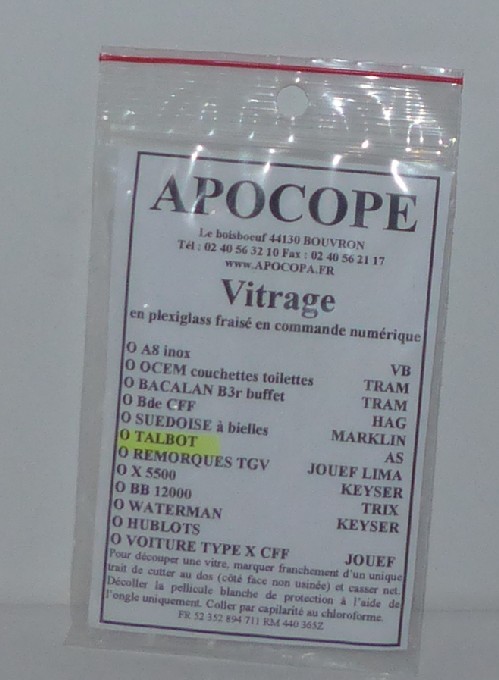 APOCOPE
Le boisboeuf 44130 BOUVRON
Tél : 02 40 56 32 10 Fax : 02 40 56 21 17
www.APOCOPA.FR
Vitrage
en plexiglass fraisé en commande numérique
O A8 inox VB
O OCEM couchettes toilettes TRAM
O BACALAN B3r buffet TRAM
O Bde CFF HAG
O SUEDOISE à bielles MARKLIN
O TALBOT AS
O REMORQUES TGV JOUEF LIMA
O X 5500 KEYSER
O BB 12000 TRIX
O WATERMAN KEYSER
O HUBLOTS
O VOITURE TYPE X CFF JOUEF
Pour découper une vitre, marquer franchement d'un unique
trait de cutter au dos (côté face non usinée) et casser net.
Décoller la pellicule blanche de protection à l'aide de
l'ongle uniquement. Coller par capilarité au chloroforme.
FR 52 352 894 711 RM 440 365Z